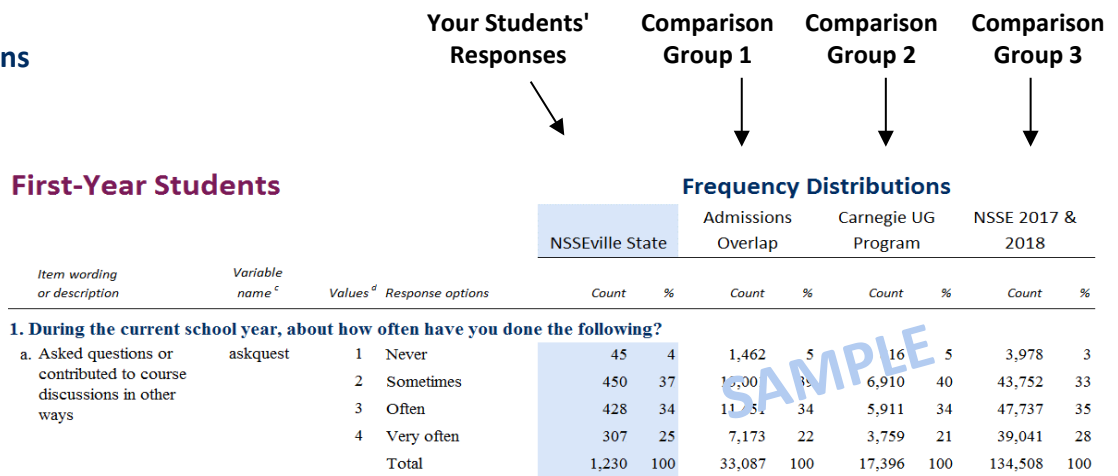 Your Students' Comparison Comparison Comparison
ns
Responses Group 1 Group 2 Group 3
First-Year Students
Frequency Distributions
Admissions Carnegie UG NSSE 2017 &
NSSEville State Overlap Program 2018
Item wording Variable
or description name c Values d Response options Count % Count % Count % Count %
1. During the current school year, about how often have you done the following?
a. Asked questions or askquest 1 Never 45 4 1,462 5 5 3,978 3
contributed to course
discussions in other
ways
2 Sometimes 450 37 6,910 40 43,752 33
3 Often 428 34 34 5,911 34 47,737 35
4 Very often 307 25 7,173 22 3,759 21 39,041 28
Total 1,230 100 33,087 100 17,396 100 134,508 100
SAMPLE